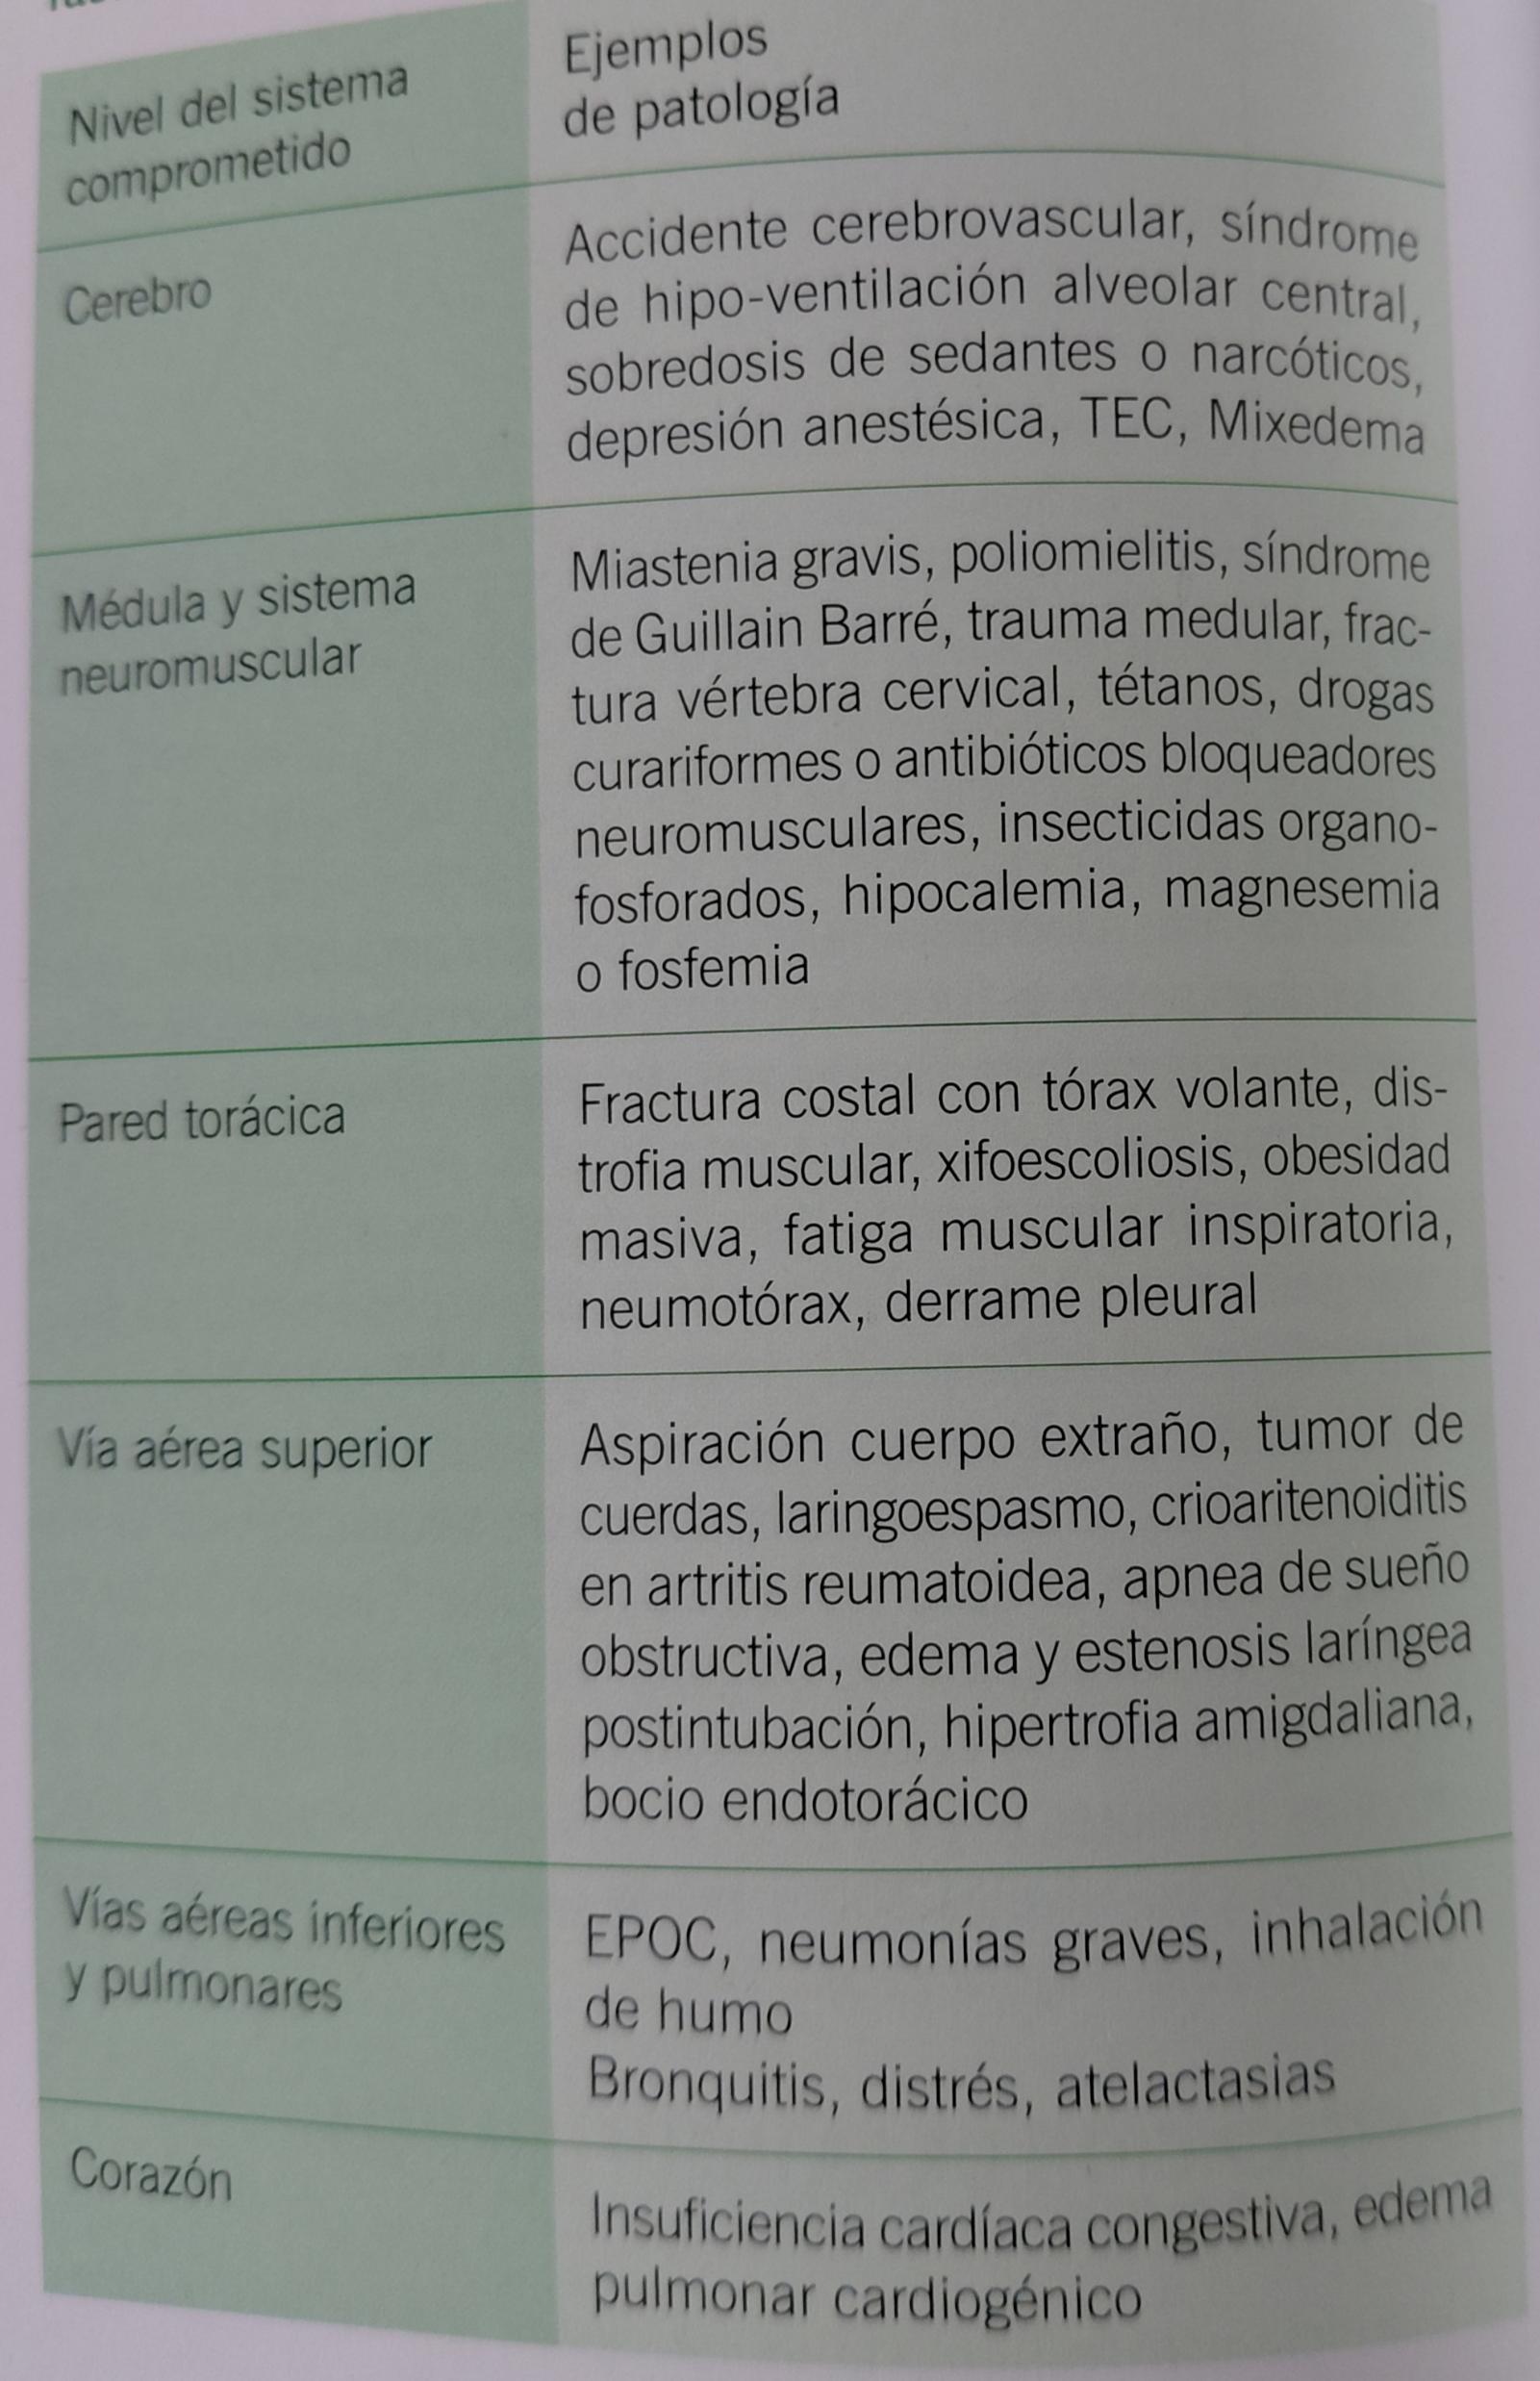 Nivel del sistema
comprometido
Ejemplos
de patología
Cerebro
Accidente cerebrovascular, síndrome
de hipo-ventilación alveolar central,
sobredosis de sedantes o narcóticos,
depresión anestésica, TEC, Mixedema
Médula y sistema
neuromuscular
Miastenia gravis, poliomielitis, síndrome
de Guillain Barré, trauma medular, frac-
tura vértebra cervical, tétanos, drogas
curariformes o antibióticos bloqueadores
neuromusculares, insecticidas organo-
fosforados, hipocalemia, magnesemia
o fosfemia
Pared torácica
Fractura costal con tórax volante, dis-
trofia muscular, xifoescoliosis, obesidad
masiva, fatiga muscular inspiratoria,
neumotórax, derrame pleural
Vía aérea superior
Aspiración cuerpo extraño, tumor de
cuerdas, laringoespasmo, crioaritenoiditis
en artritis reumatoidea, apnea de sueño
obstructiva, edema y estenosis laríngea
postintubación, hipertrofia amigdaliana,
bocio endotorácico
Vías aéreas inferiores
y pulmonares
EPOC, neumonías graves, inhalación
de humo
Bronquitis, distrés, atelactasias
Corazón
Insuficiencia cardíaca congestiva, edema
pulmonar cardiogénico